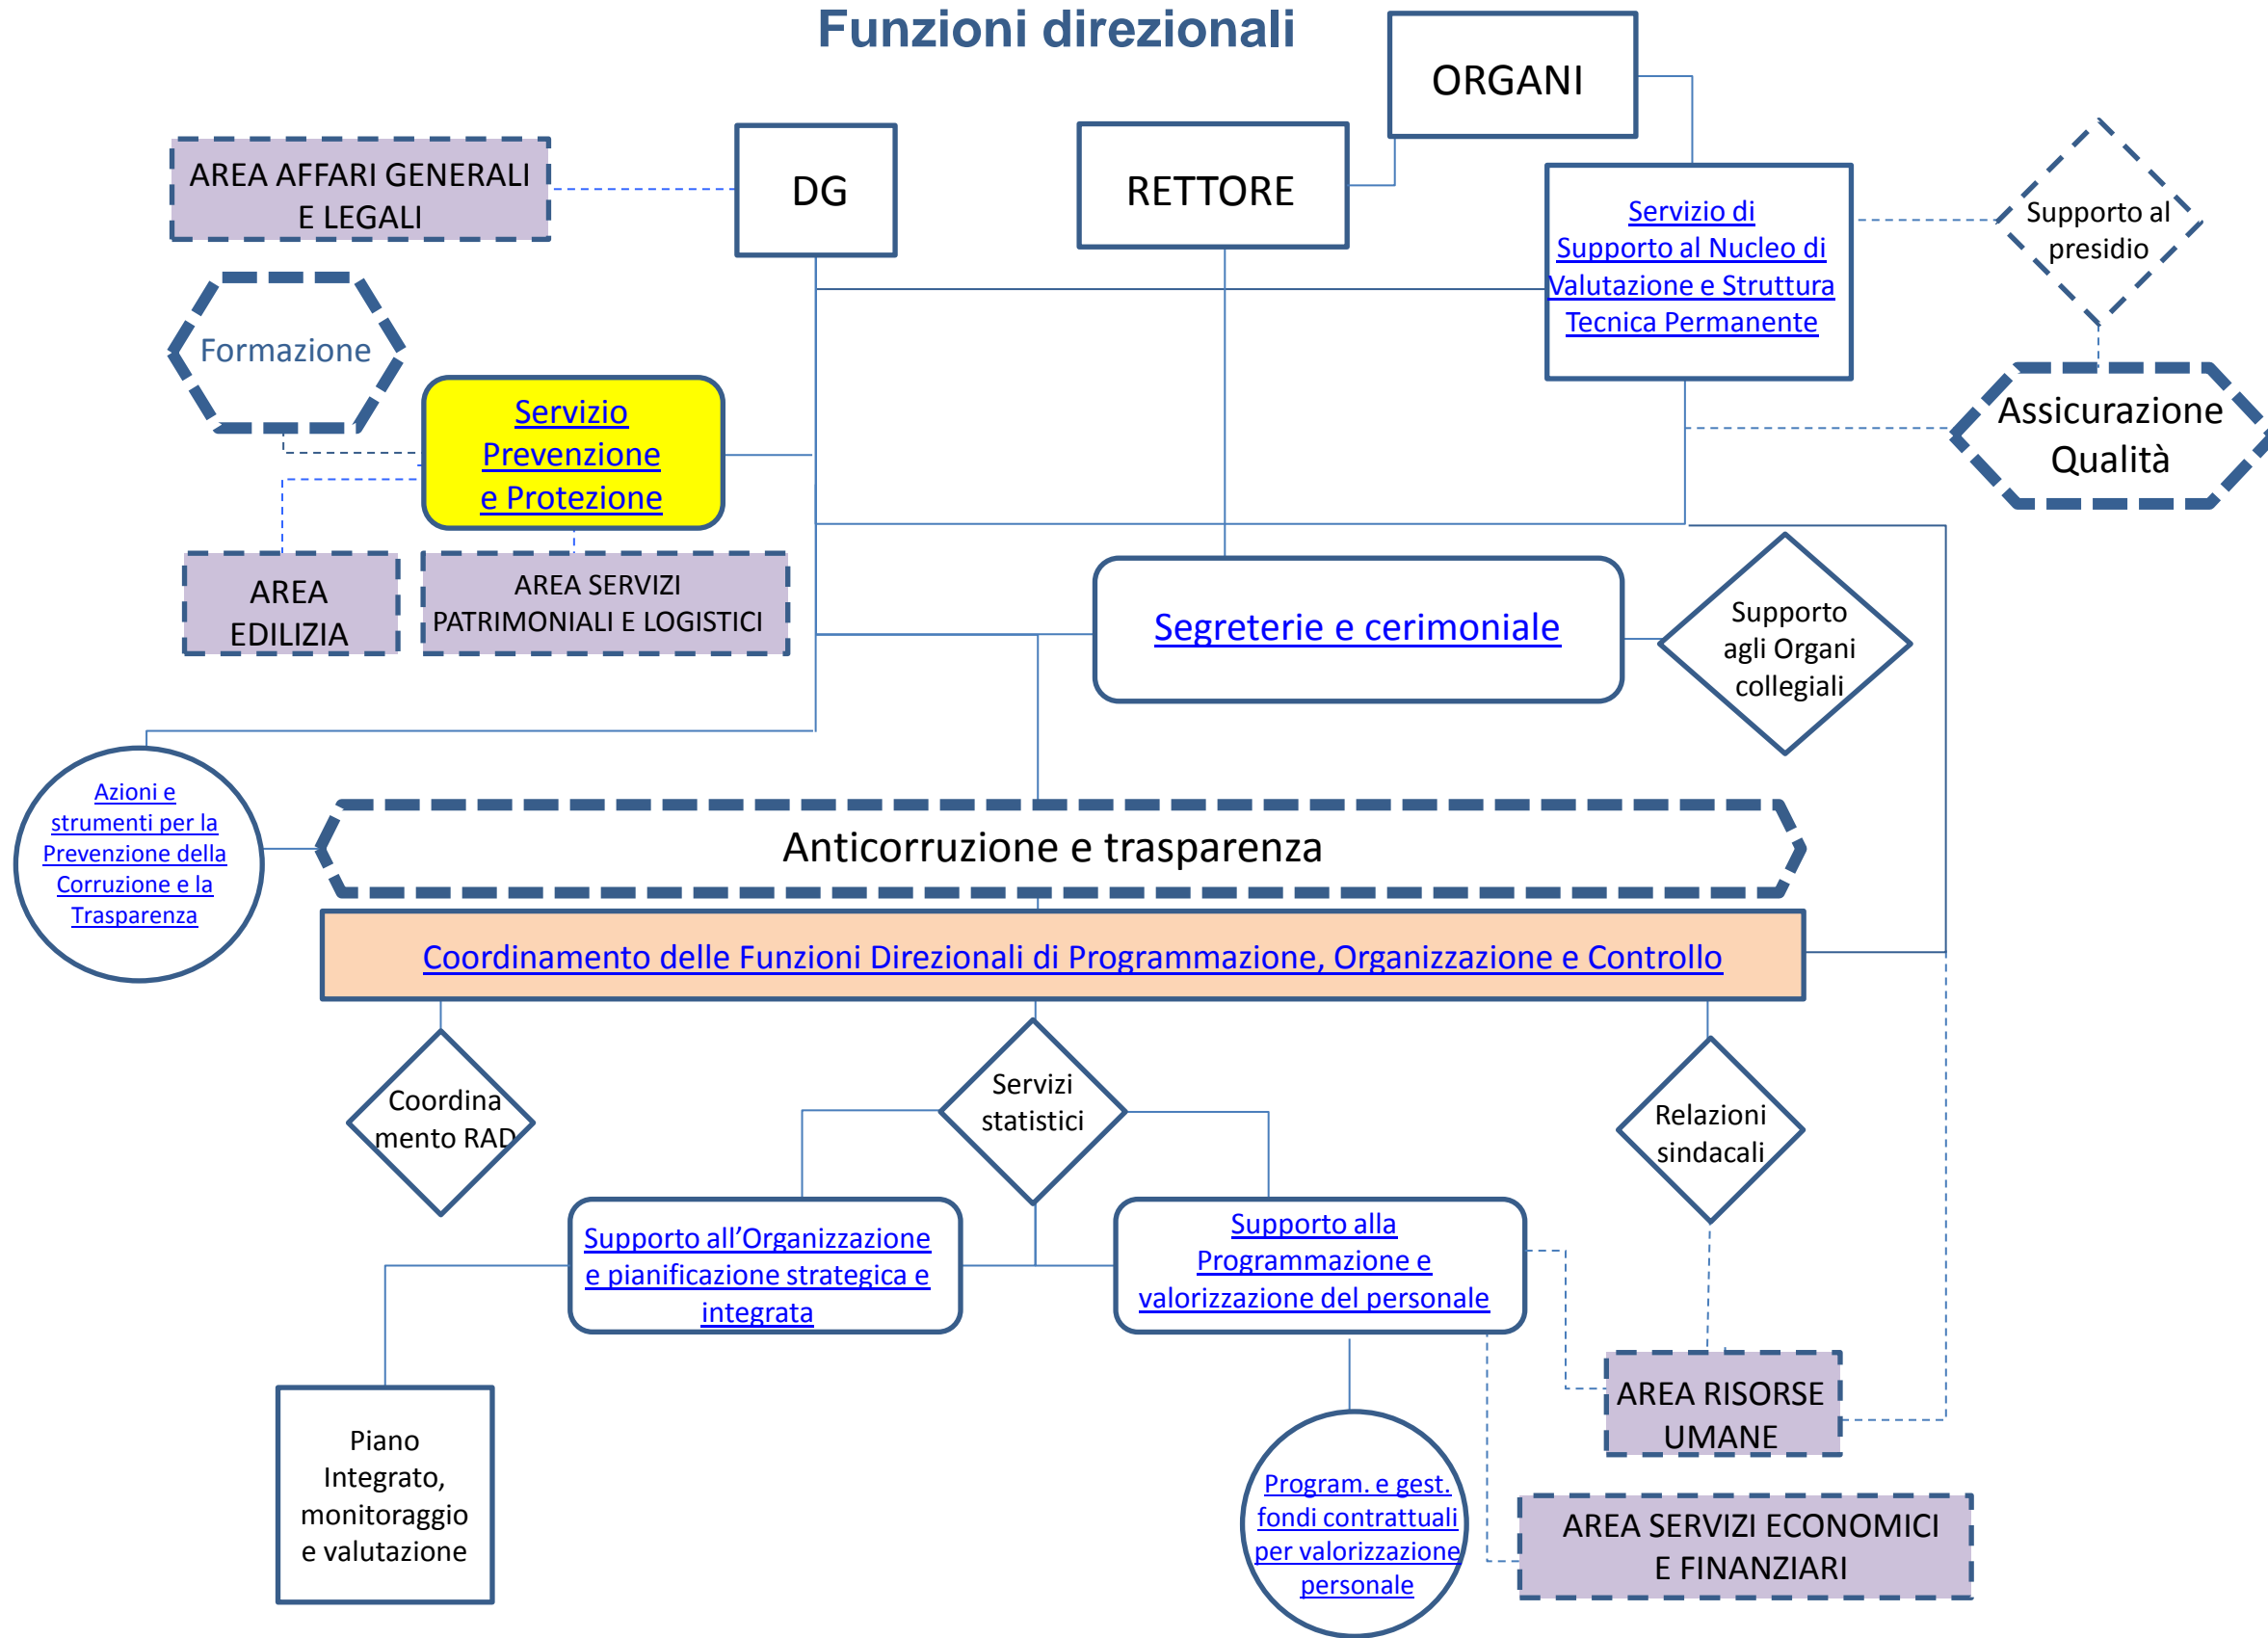 Funzioni direzionali
ORGANI
AREA AFFARI GENERALI
E LEGALI
DG
RETTORE
Servizio di
Supporto al Nucleo di
Valutazione e Struttura
Tecnica Permanente
Supporto al
presidio
Formazione
Servizio
Prevenzione
e Protezione
Assicurazione
Qualità
AREA
EDILIZIA
AREA SERVIZI
PATRIMONIALI E LOGISTICI
Segreterie e cerimoniale
Supporto
agli Organi
collegiali
Azioni e
strumenti per la
Prevenzione della
Corruzione e la
Trasparenza
Anticorruzione e trasparenza
Coordinamento delle Funzioni Direzionali di Programmazione, Organizzazione e Controllo
Coordina
mento RAD
Servizi
statistici
Relazioni
sindacali
Supporto all’Organizzazione
e pianificazione strategica e
integrata
Supporto alla
Programmazione e
valorizzazione del personale
Piano
Integrato,
monitoraggio
e valutazione
Program. e gest.
fondi contrattuali
per valorizzazione
personale
AREA RISORSE
UMANE
AREA SERVIZI ECONOMICI
E FINANZIARI